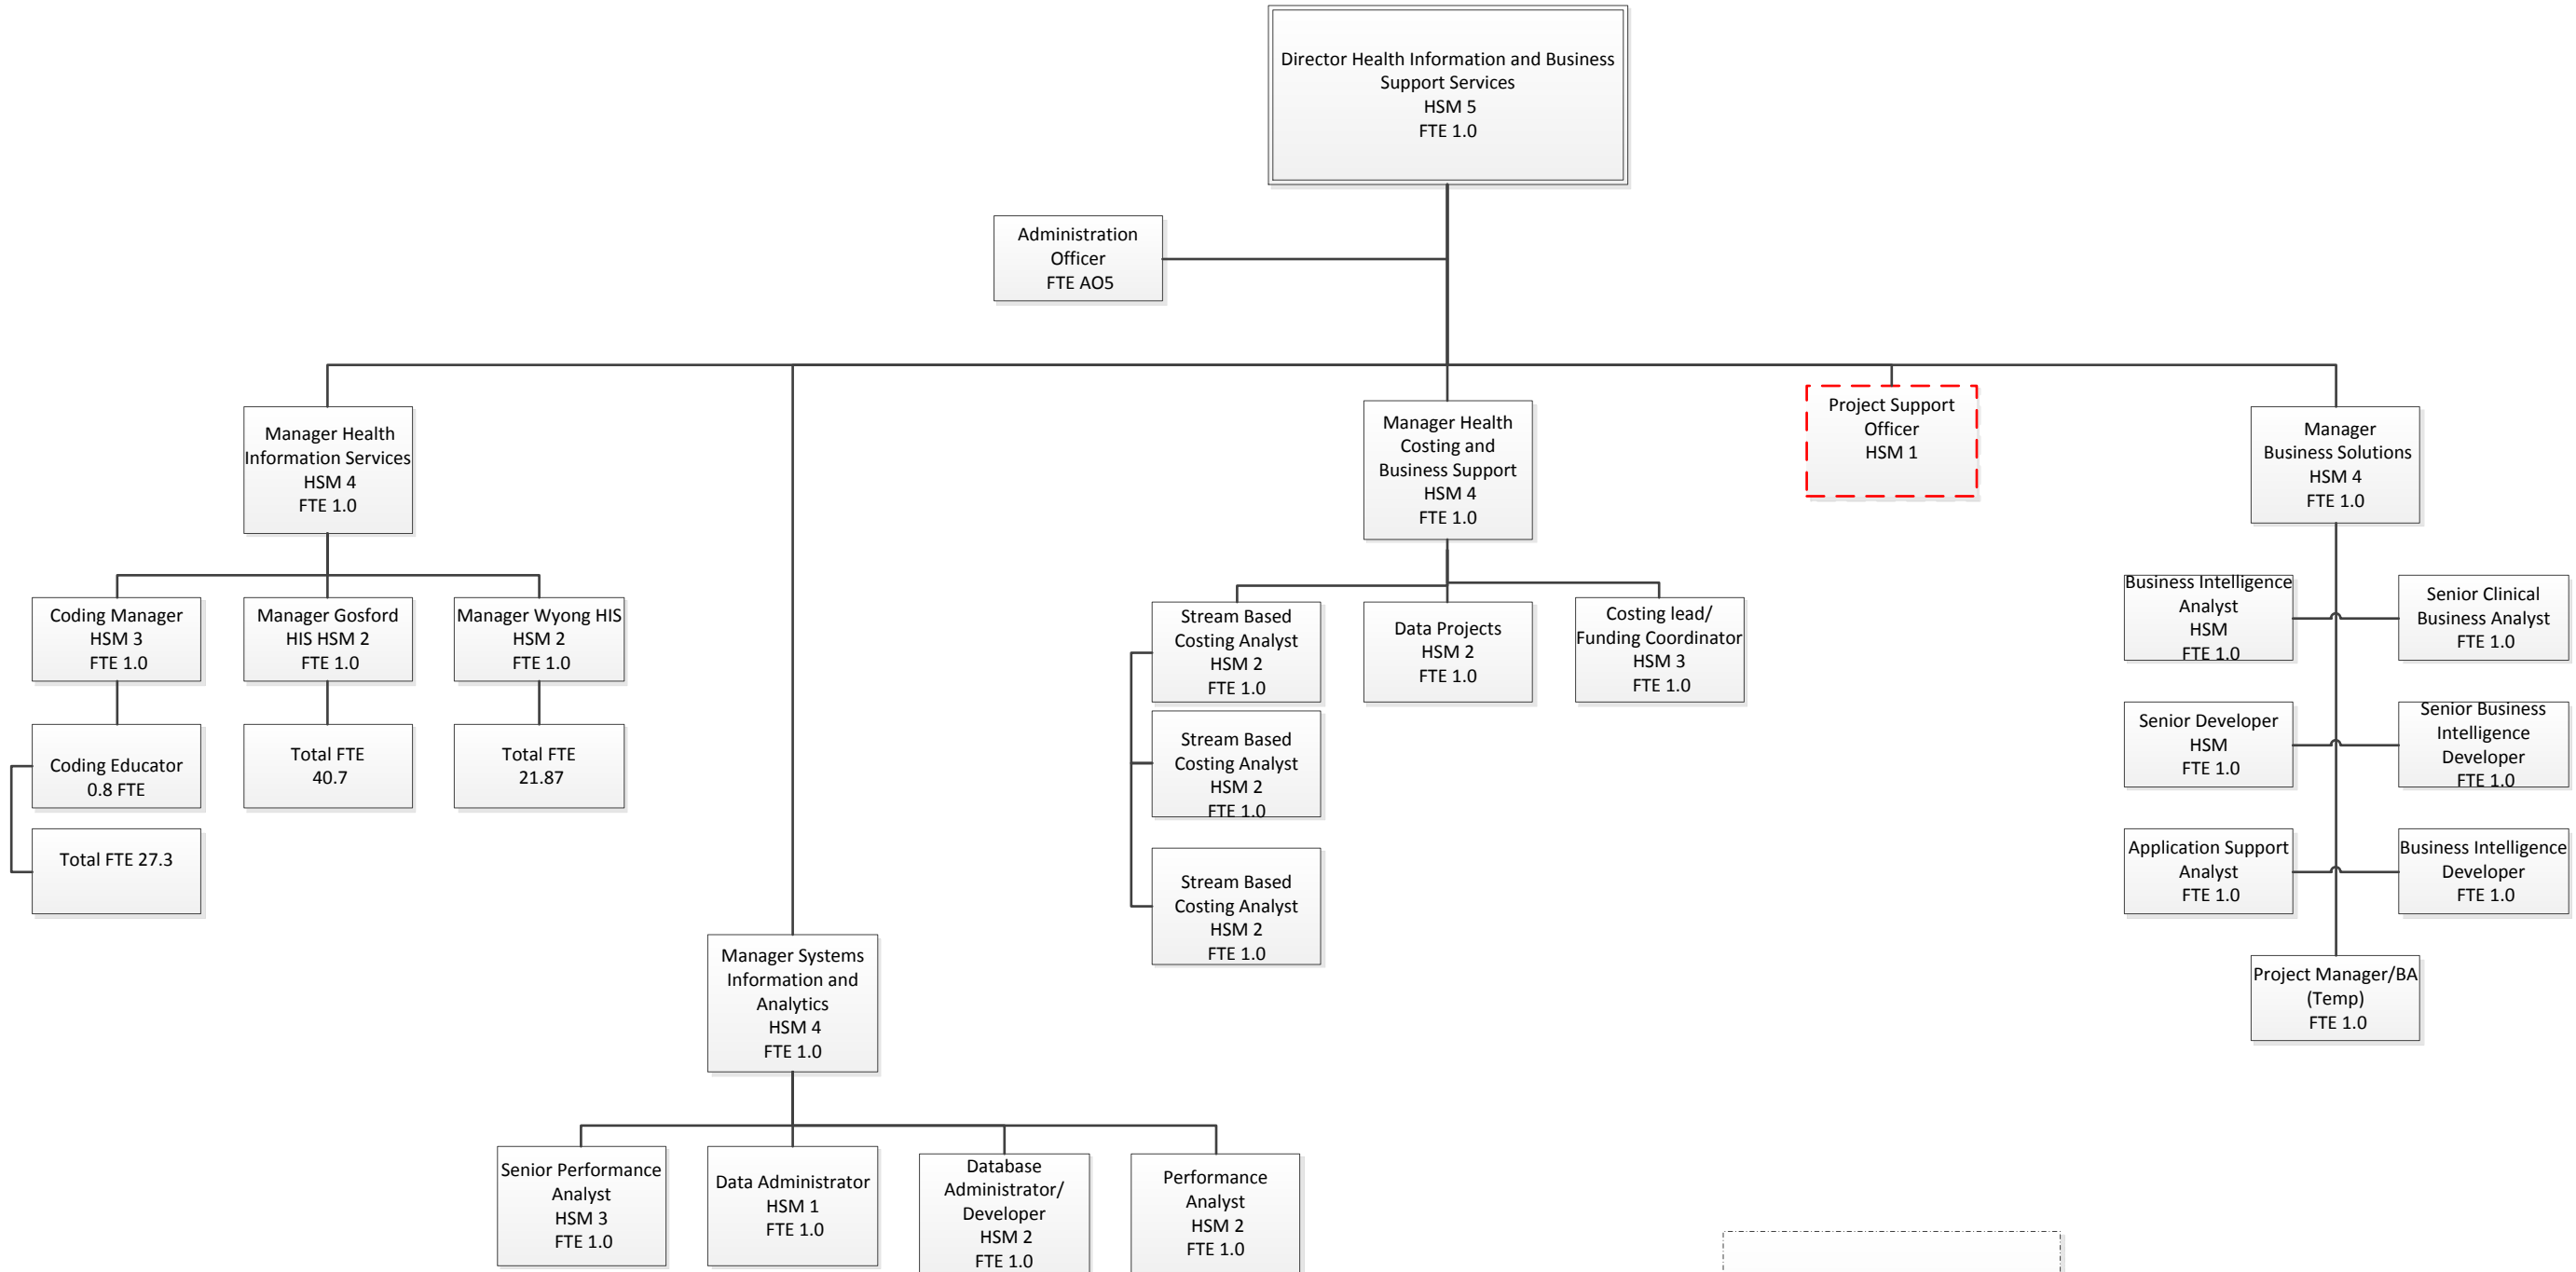 Director Health Information and Business
Support Services
HSM 5
FTE 1.0
Administration
Officer
FTE AO5
Manager Health
Information Services
HSM 4
FTE 1.0
Manager Health
Costing and
Business Support
HSM 4
FTE 1.0
Project Support
Officer
HSM 1
Manager
Business Solutions
HSM 4
FTE 1.0
Coding Manager
HSM 3
FTE 1.0
Manager Gosford
HIS HSM 2
FTE 1.0
Manager Wyong HIS
HSM 2
FTE 1.0
Coding Educator
0.8 FTE
Total FTE
40.7
Total FTE
21.87
Total FTE 27.3
Stream Based
Costing Analyst
HSM 2
FTE 1.0
Data Projects
HSM 2
FTE 1.0
Costing lead/
Funding Coordinator
HSM 3
FTE 1.0
Stream Based
Costing Analyst
HSM 2
FTE 1.0
Stream Based
Costing Analyst
HSM 2
FTE 1.0
Business Intelligence
Analyst
HSM
FTE 1.0
Senior Clinical
Business Analyst
FTE 1.0
Senior Developer
HSM
FTE 1.0
Senior Business
Intelligence
Developer
FTE 1.0
Application Support
Analyst
FTE 1.0
Business Intelligence
Developer
FTE 1.0
Project Manager/BA
(Temp)
FTE 1.0
Manager Systems
Information and
Analytics
HSM 4
FTE 1.0
Senior Performance
Analyst
HSM 3
FTE 1.0
Data Administrator
HSM 1
FTE 1.0
Database
Administrator/
Developer
HSM 2
FTE 1.0
Performance
Analyst
HSM 2
FTE 1.0